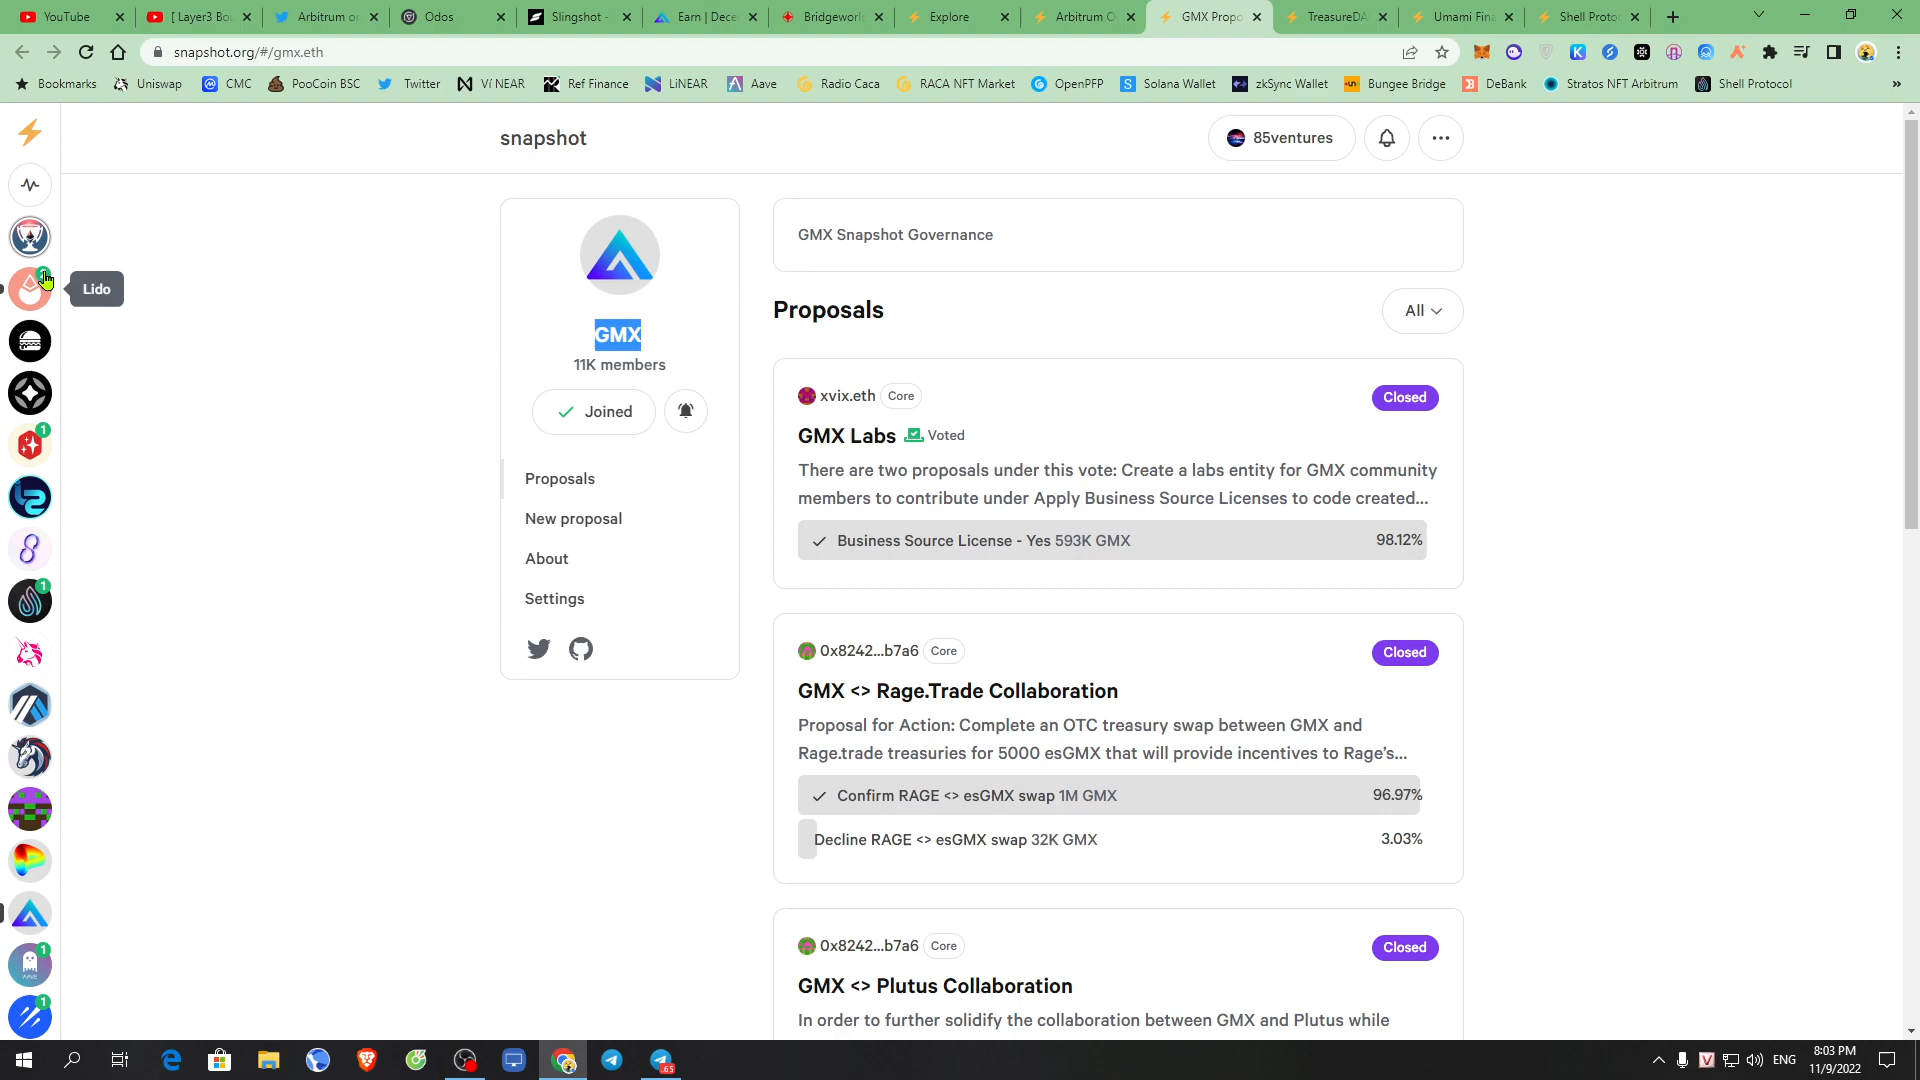 YouTube
[ Layer3 Bo
Arbitrum or
Odos
Slingshot -
Earn | Dece
Bridgeworl
Explore
Arbitrum O
GMX Propo
TreasureDA
Umami Fin
Shell Proto
snapshot.org/#/gmx.eth
Bookmarks
Uniswap
CMC
PooCoin BSC
Twitter
Ví NEAR
Ref Finance
LiNEAR
Aave
Radio Caca
RACA NFT Market
OpenPFP
Solana Wallet
zkSync Wallet
Bungee Bridge
DeBank
Stratos NFT Arbitrum
Shell Protocol
snapshot
85ventures
Lido
GMX
11K members
Joined
Proposals
New proposal
About
Settings
GMX Snapshot Governance
Proposals
All
xvix.eth Core
Closed
GMX Labs Voted
There are two proposals under this vote: Create a labs entity for GMX community
members to contribute under Apply Business Source Licenses to code created...
Business Source License - Yes 593K GMX 98.12%
0x8242...b7a6 Core
Closed
GMX <> Rage.Trade Collaboration
Proposal for Action: Complete an OTC treasury swap between GMX and
Rage.trade treasuries for 5000 esGMX that will provide incentives to Rage's...
Confirm RAGE <> esGMX swap 1M GMX 96.97%
Decline RAGE <> esGMX swap 32K GMX 3.03%
0x8242...b7a6 Core
Closed
GMX <> Plutus Collaboration
In order to further solidify the collaboration between GMX and Plutus while
1
1
1
1
ENG
8:03 PM
11/9/2022